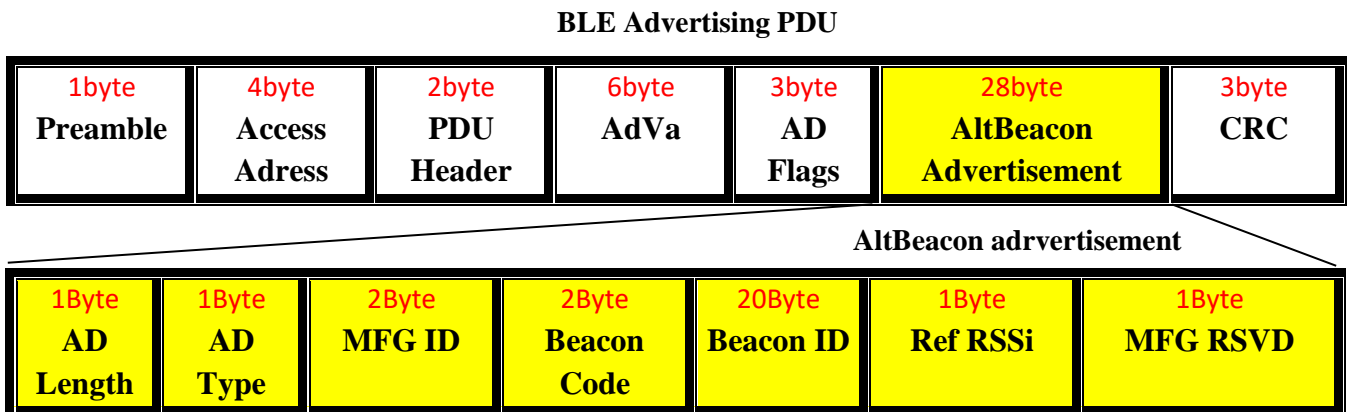 BLE Advertising PDU
1byte 4byte 2byte 6byte 3byte 28byte 3byte
Preamble Access PDU AdVa AD AltBeacon CRC
Adress Header Flags Advertisement
AltBeacon adrvertisement
1Byte 1Byte 2Byte 2Byte 20Byte 1Byte 1Byte
AD AD MFG ID Beacon Beacon ID Ref RSSi MFG RSVD
Length Type Code